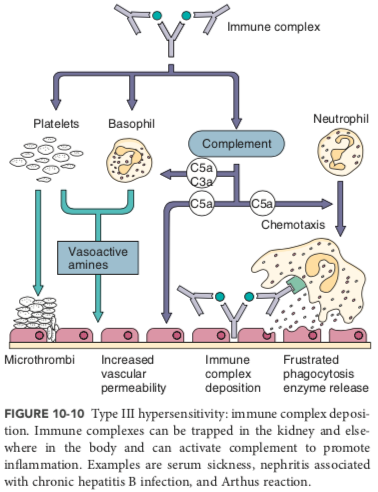 Immune complex
Platelets
Basophil
Complement
Neutrophil
C5a
C3a
C5a
C5a
Chemotaxis
Vasoactive
amines
Microthrombi
Increased
vascular
permeability
Immune
complex
deposition
Frustrated
phagocytosis
enzyme release
FIGURE 10-10 Type III hypersensitivity: immune complex deposi-
tion. Immune complexes can be trapped in the kidney and else-
where in the body and can activate complement to promote
inflammation. Examples are serum sickness, nephritis associated
with chronic hepatitis B infection, and Arthus reaction.